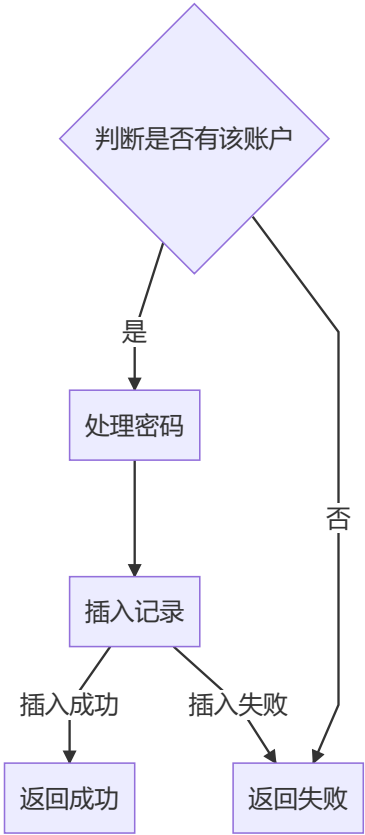 判断是否有该账户
是
处理密码
否
插入记录
插入成功
插入失败
返回成功
返回失败